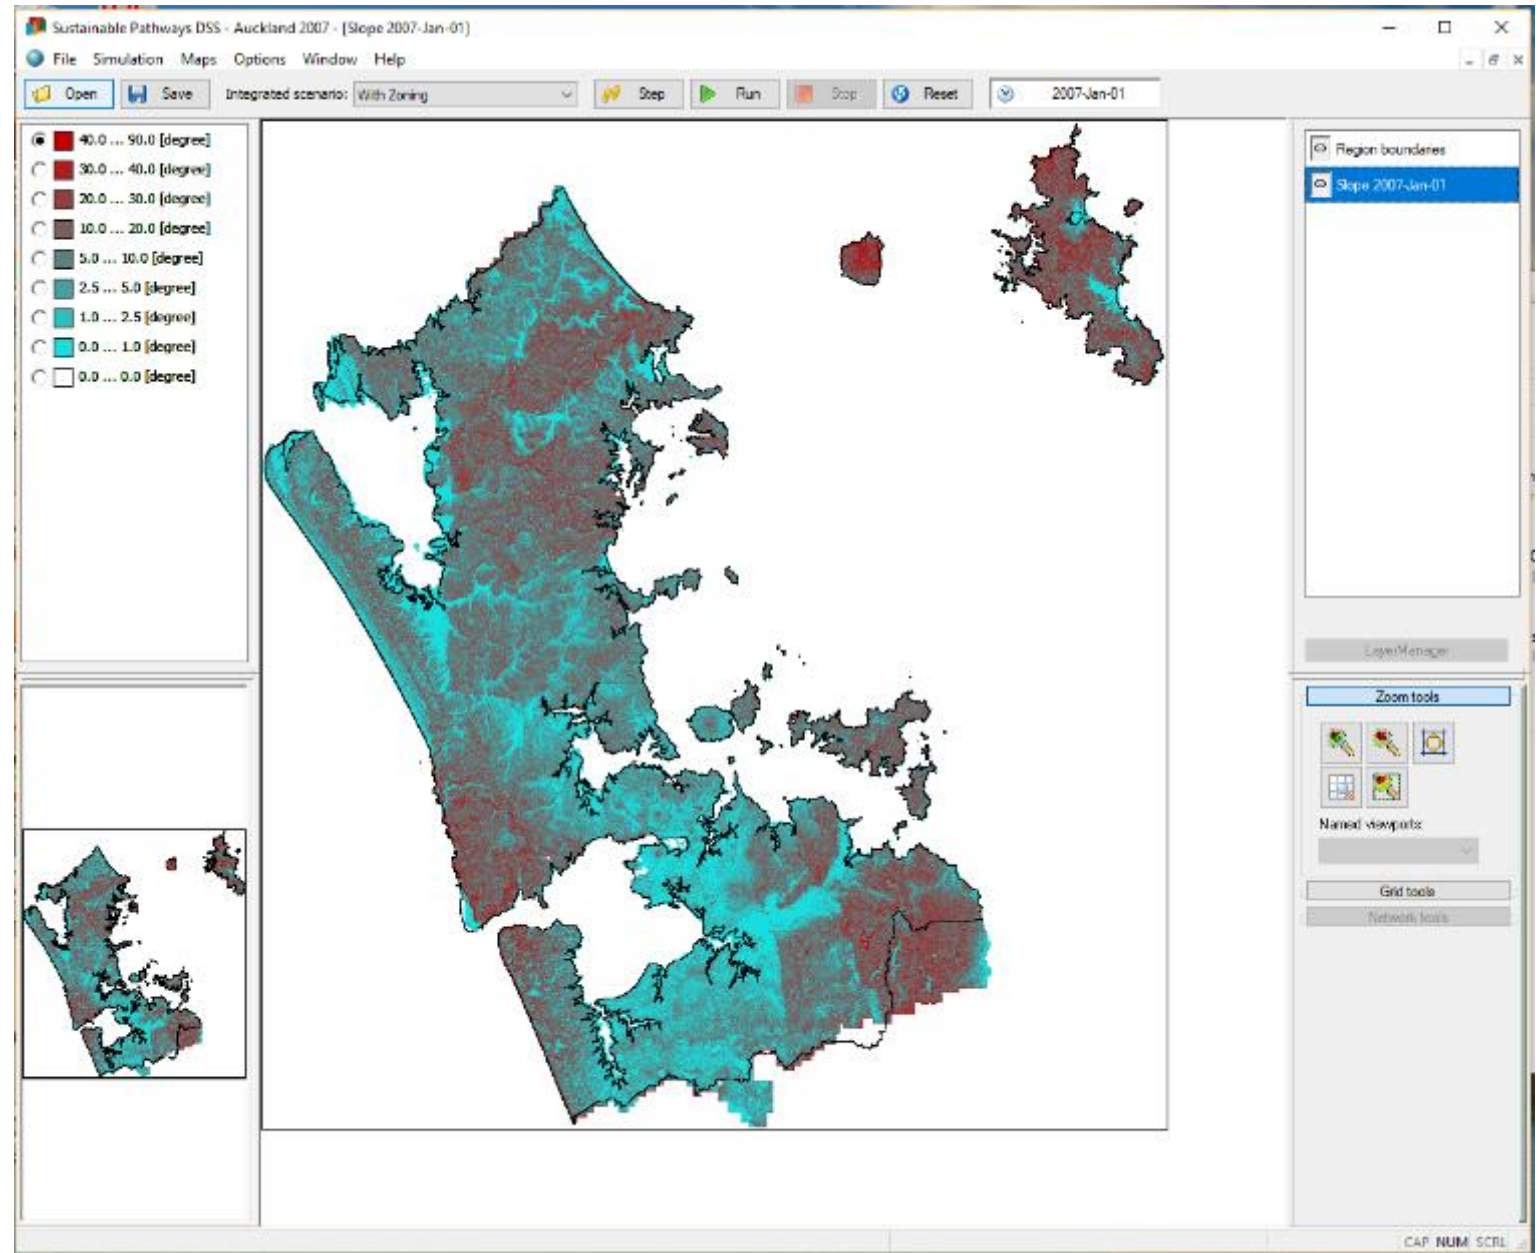 Sustainable Pathways DSS - Auckland 2007 - [Slope 2007-Jan-01]
File Simulation Maps Options Window Help
Open Save Integrated scenario: With Zoning Step Run Stop Reset 2007-Jan-01
40.0 ... 90.0 [degree]
30.0 ... 40.0 [degree]
20.0 ... 30.0 [degree]
10.0 ... 20.0 [degree]
5.0 ... 10.0 [degree]
2.5 ... 5.0 [degree]
1.0 ... 2.5 [degree]
0.0 ... 1.0 [degree]
0.0 ... 0.0 [degree]
Region boundaries
Slope 2007-Jan-01
LayerManager
Zoom tools
Named viewports:
Grid tools
Network tools
CAP NUM SCRL